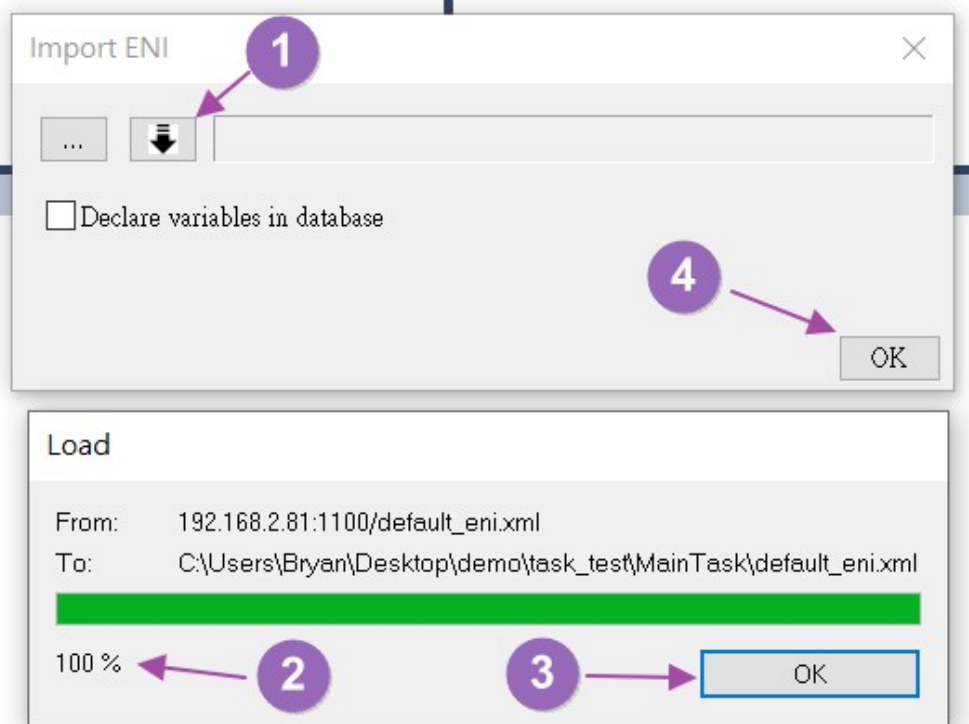 Import ENI
1
...
Declare variables in database
4
OK
Load
From: 192.168.2.81:1100/default_eni.xml
To: C:\Users\Bryan\Desktop\demo\task_test\MainTask\default_eni.xml
100 %
2
3
OK